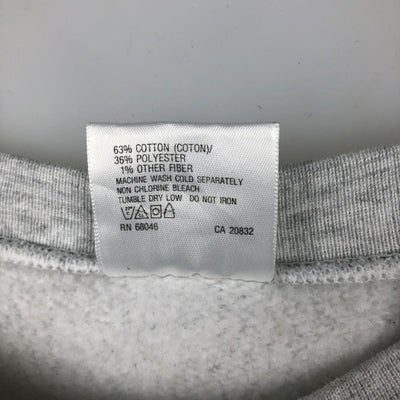 63% COTTON (COTON)/
36% POLYESTER
1% OTHER FIBER
MACHINE WASH COLD SEPARATELY
NON CHLORINE BLEACH
TUMBLE DRY LOW DO NOT IRON
RN 68046 CA 20832